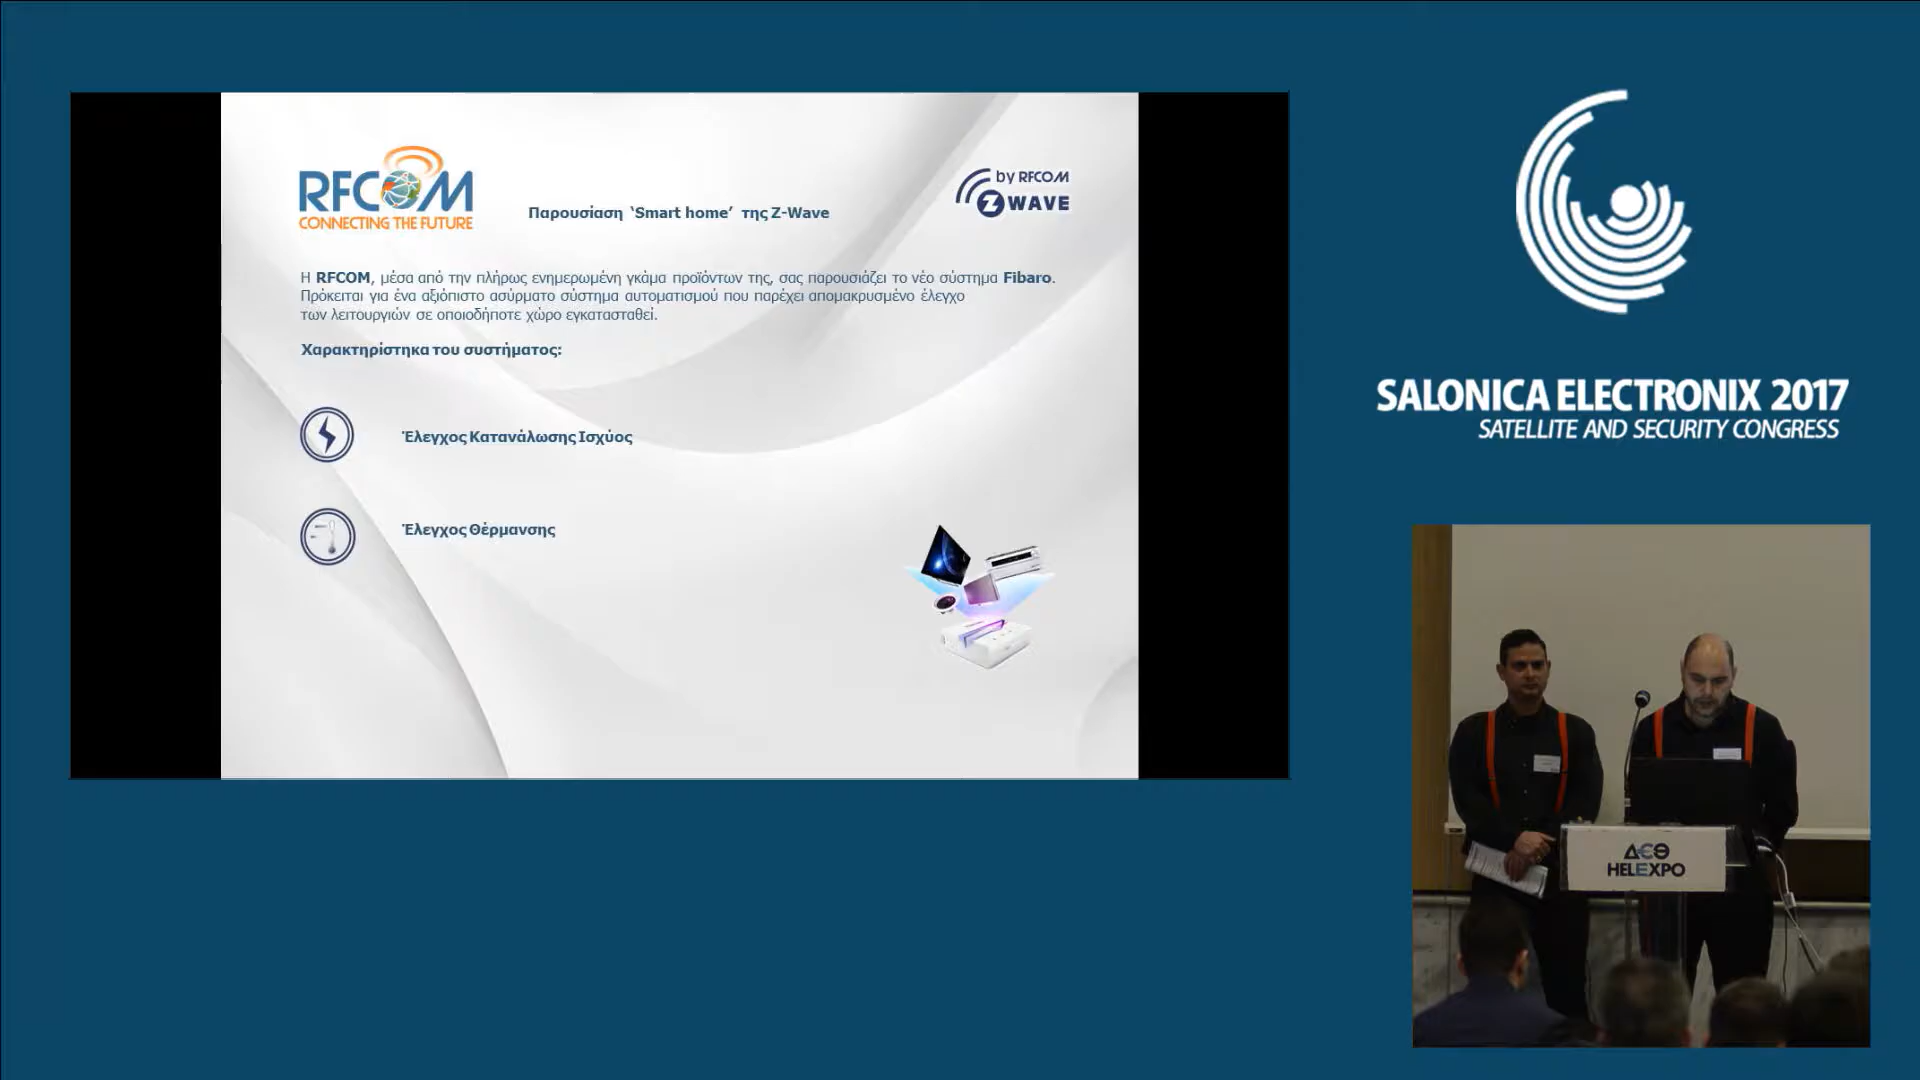 RFCOM
CONNECTING THE FUTURE
Παρουσίαση ‘Smart home’ της Z-Wave
by RFCOM
Z WAVE
Η RFCOM, μέσα από την πλήρως ενημερωμένη γκάμα προϊόντων της, σας παρουσιάζει το νέο σύστημα Fibaro.
Πρόκειται για ένα αξιόπιστο ασύρματο σύστημα αυτοματισμού που παρέχει απομακρυσμένο έλεγχο
των λειτουργιών σε οποιοδήποτε χώρο εγκατασταθεί.
Χαρακτηρίστηκα του συστήματος:
Έλεγχος Κατανάλωσης Ισχύος
Έλεγχος Θέρμανσης
SALONICA ELECTRONIX 2017
SATELLITE AND SECURITY CONGRESS
ΔΕΘ
HELEXPO